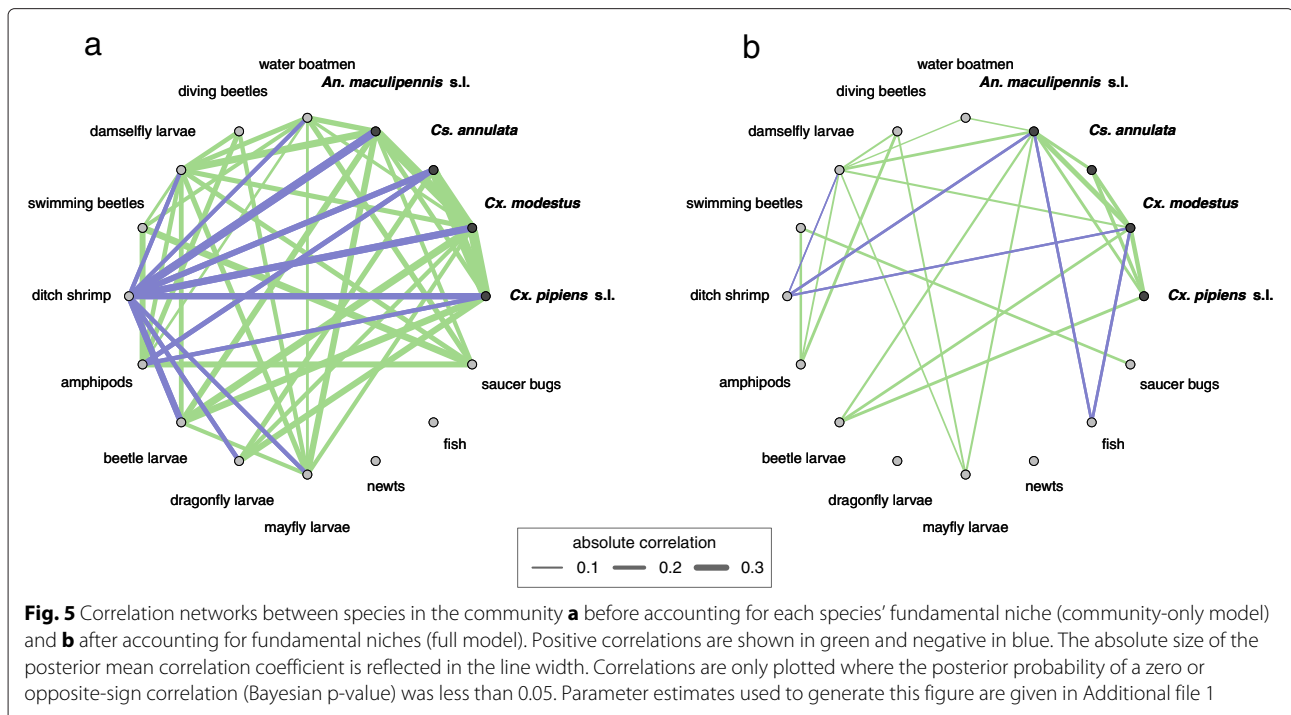 a
b
water boatmen
An. maculipennis s.l.
diving beetles
Cs. annulata
damselfly larvae
Cx. modestus
swimming beetles
ditch shrimp
Cx. pipiens s.l.
amphipods
saucer bugs
beetle larvae
fish
dragonfly larvae
newts
mayfly larvae
water boatmen
An. maculipennis s.l.
diving beetles
Cs. annulata
damselfly larvae
Cx. modestus
swimming beetles
ditch shrimp
Cx. pipiens s.l.
amphipods
saucer bugs
beetle larvae
fish
dragonfly larvae
newts
mayfly larvae
absolute correlation
0.1 0.2 0.3
Fig. 5 Correlation networks between species in the community a before accounting for each species' fundamental niche (community-only model)
and b after accounting for fundamental niches (full model). Positive correlations are shown in green and negative in blue. The absolute size of the
posterior mean correlation coefficient is reflected in the line width. Correlations are only plotted where the posterior probability of a zero or
opposite-sign correlation (Bayesian p-value) was less than 0.05. Parameter estimates used to generate this figure are given in Additional file 1